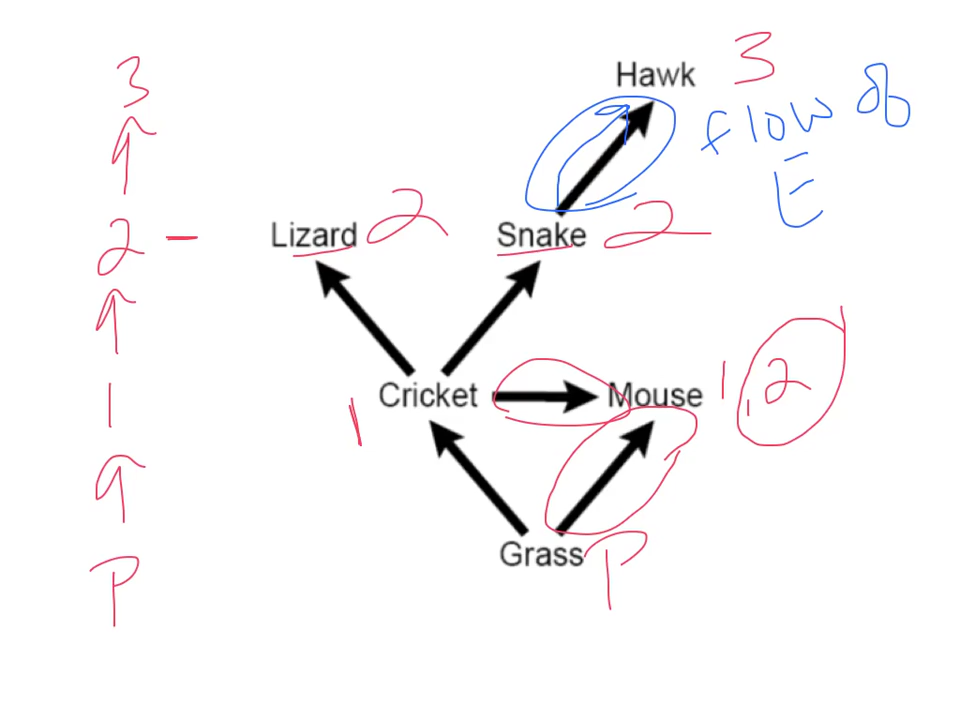 3
Hawk 3
flow of
E
2 - Lizard 2 Snake 2
1
Cricket Mouse 1,2
1
Grass P
P